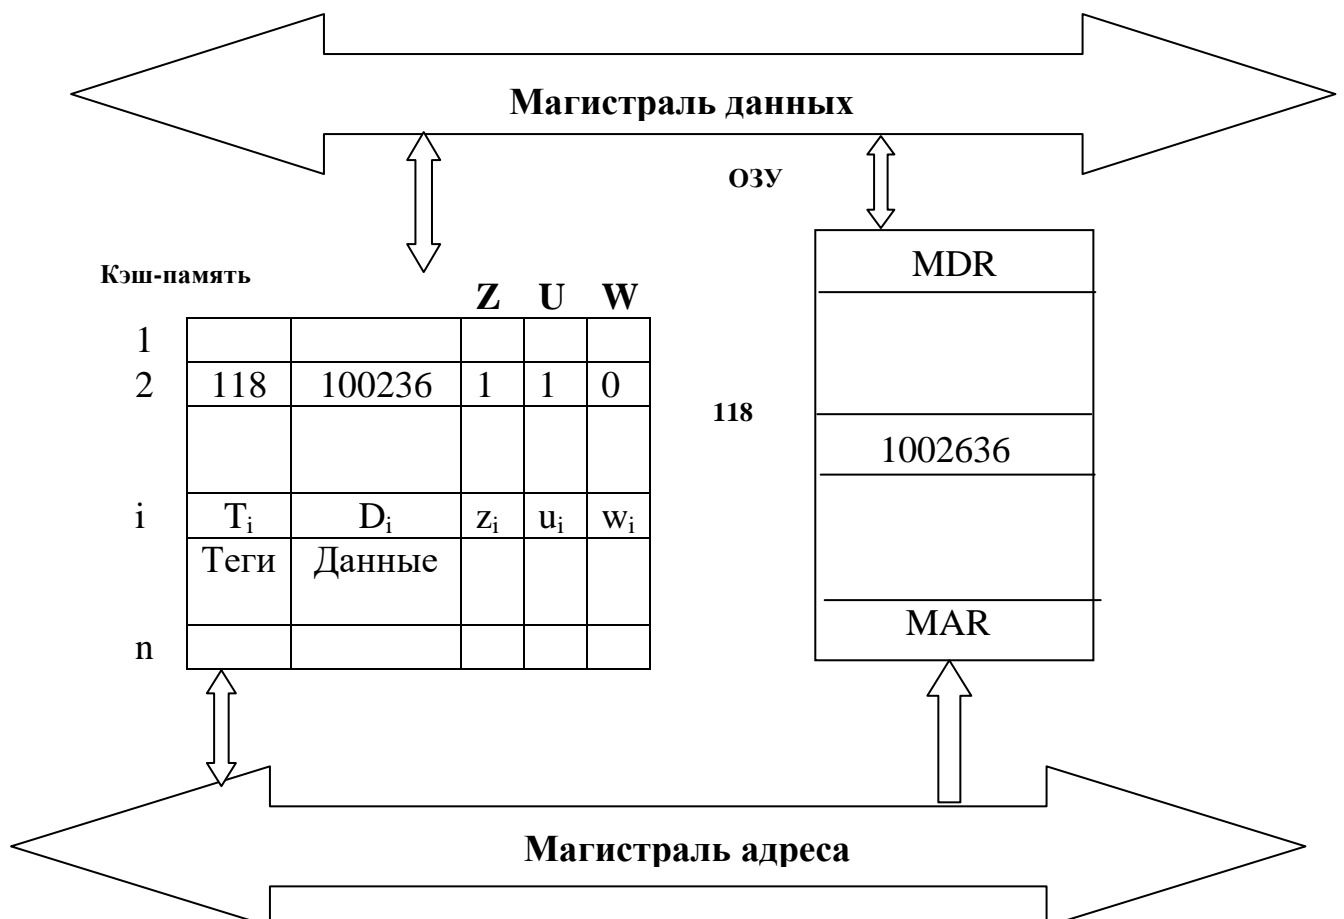 Магистраль данных
ОЗУ
MDR
Кэш-память
Z U W
1
2 118 100236 1 1 0
118
1002636
i Tᵢ Dᵢ zᵢ uᵢ wᵢ
Теги Данные
MAR
n
Магистраль адреса